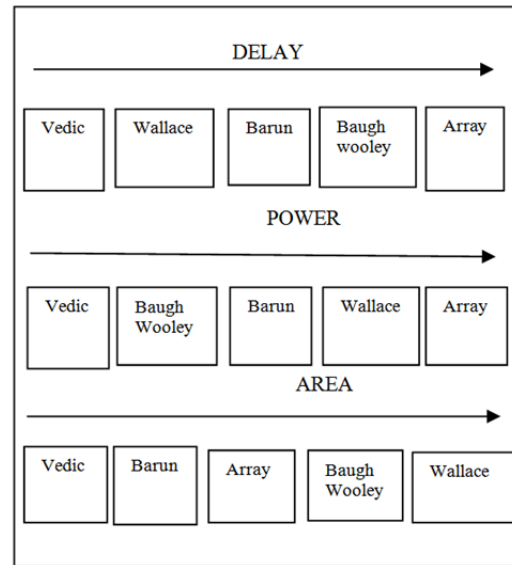 DELAY
Vedic Wallace Barun Baugh Array
wooley
POWER
Vedic Baugh Barun Wallace Array
Wooley
AREA
Vedic Barun Array Baugh Wallace
Wooley